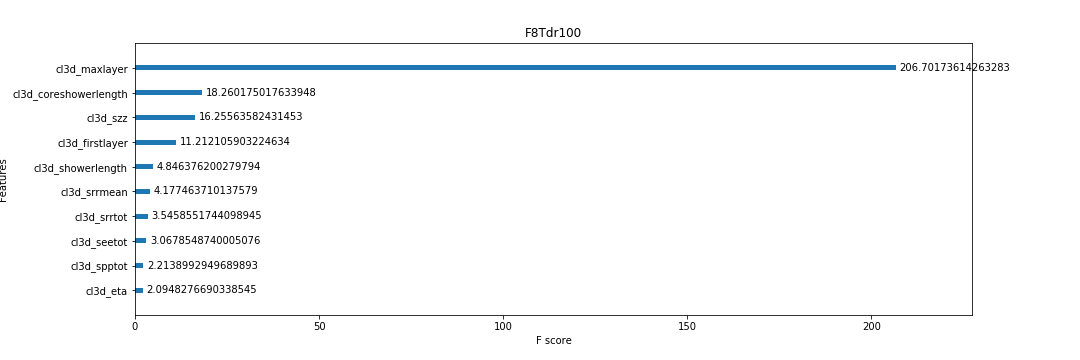 F8Tdr100
cl3d_maxlayer 206.70173614263283
cl3d_coreshowerlength 18.260175017633948
cl3d_szz 16.25563582431453
cl3d_firstlayer 11.212105903224634
cl3d_showerlength 4.846376200279794
cl3d_srrmean 4.177463710137579
cl3d_srrtot 3.5458551744098945
cl3d_seetot 3.0678548740005076
cl3d_spptot 2.2138992949689893
cl3d_eta 2.0948276690338545
Features
0 50 100 150 200
F score